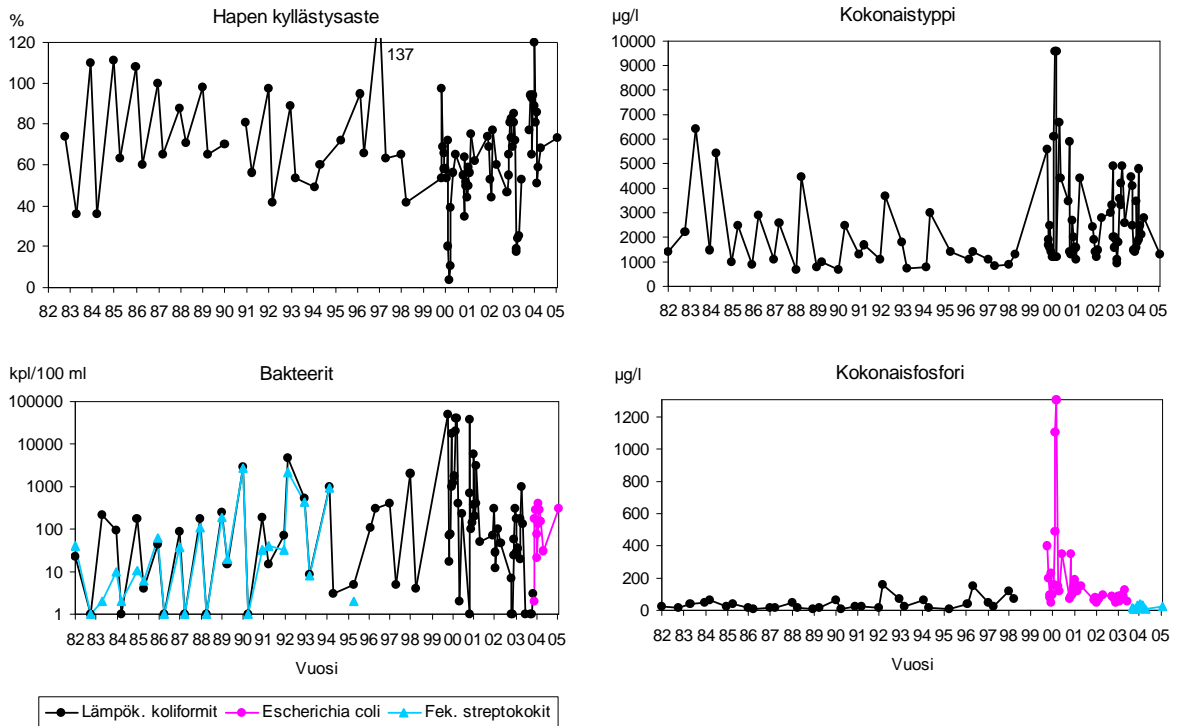 Hapen kyllästysaste
%
120
100
80
60
40
20
0
137
82 83 84 85 86 87 88 89 90 91 92 93 94 95 96 97 98 99 00 01 02 03 04 05
Kokonaistyppi
µg/l
10000
9000
8000
7000
6000
5000
4000
3000
2000
1000
0
82 83 84 85 86 87 88 89 90 91 92 93 94 95 96 97 98 99 00 01 02 03 04 05
Bakteerit
kpl/100 ml
100000
10000
1000
100
10
1
82 83 84 85 86 87 88 89 90 91 92 93 94 95 96 97 98 99 00 01 02 03 04 05
Vuosi
Kokonaisfosfori
µg/l
1200
1000
800
600
400
200
0
82 83 84 85 86 87 88 89 90 91 92 93 94 95 96 97 98 99 00 01 02 03 04 05
Vuosi
Lämpök. koliformit Escherichia coli Fek. streptokokit